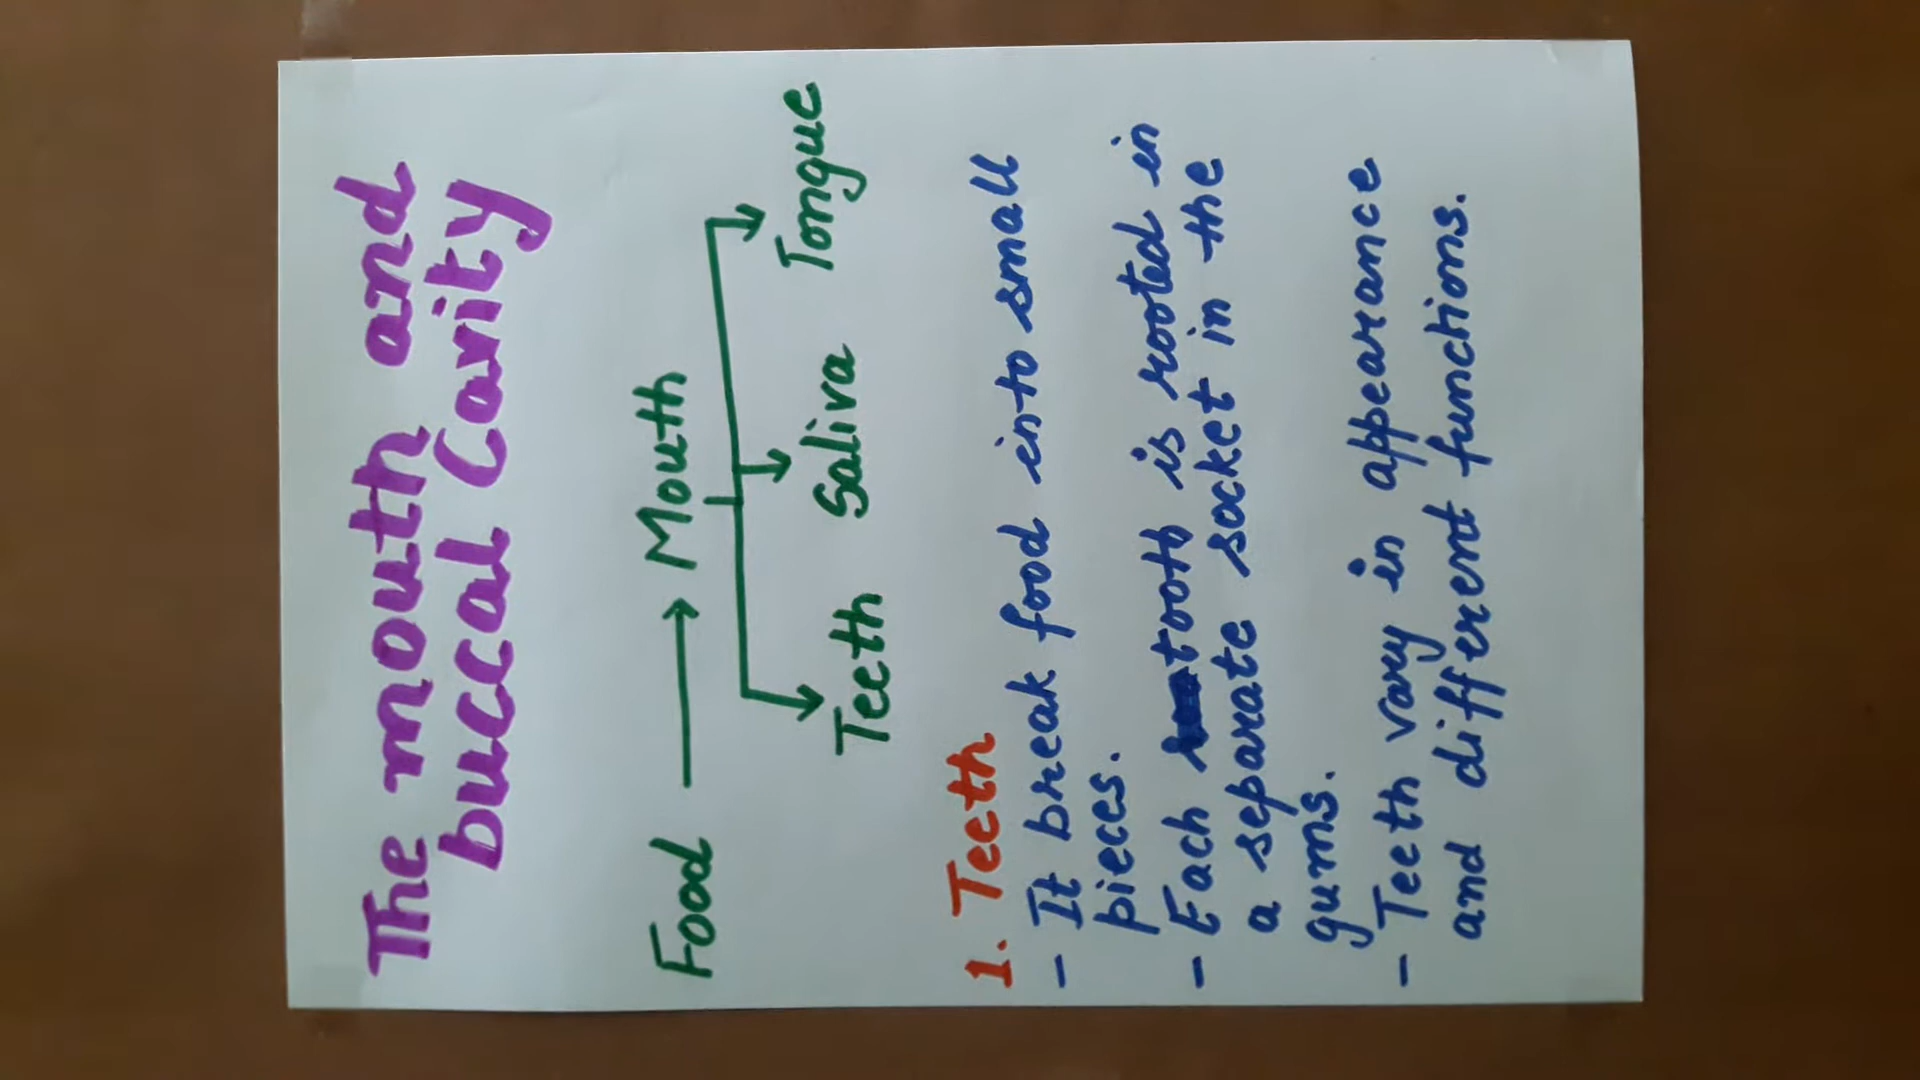 The mouth and
buccal Cavity
Food → Mouth
Teeth Saliva Tongue
1. Teeth
- It break food into small
pieces.
- Each tooth is rooted in
a separate socket in the
gums.
- Teeth vary in appearance
and different functions.